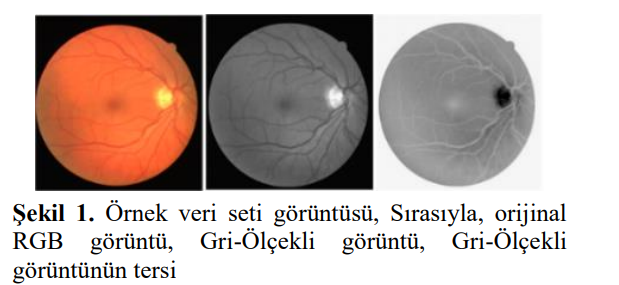 Şekil 1. Örnek veri seti görüntüsü, Sırasıyla, orijinal
RGB görüntü, Gri-Ölçekli görüntü, Gri-Ölçekli
görüntünün tersi